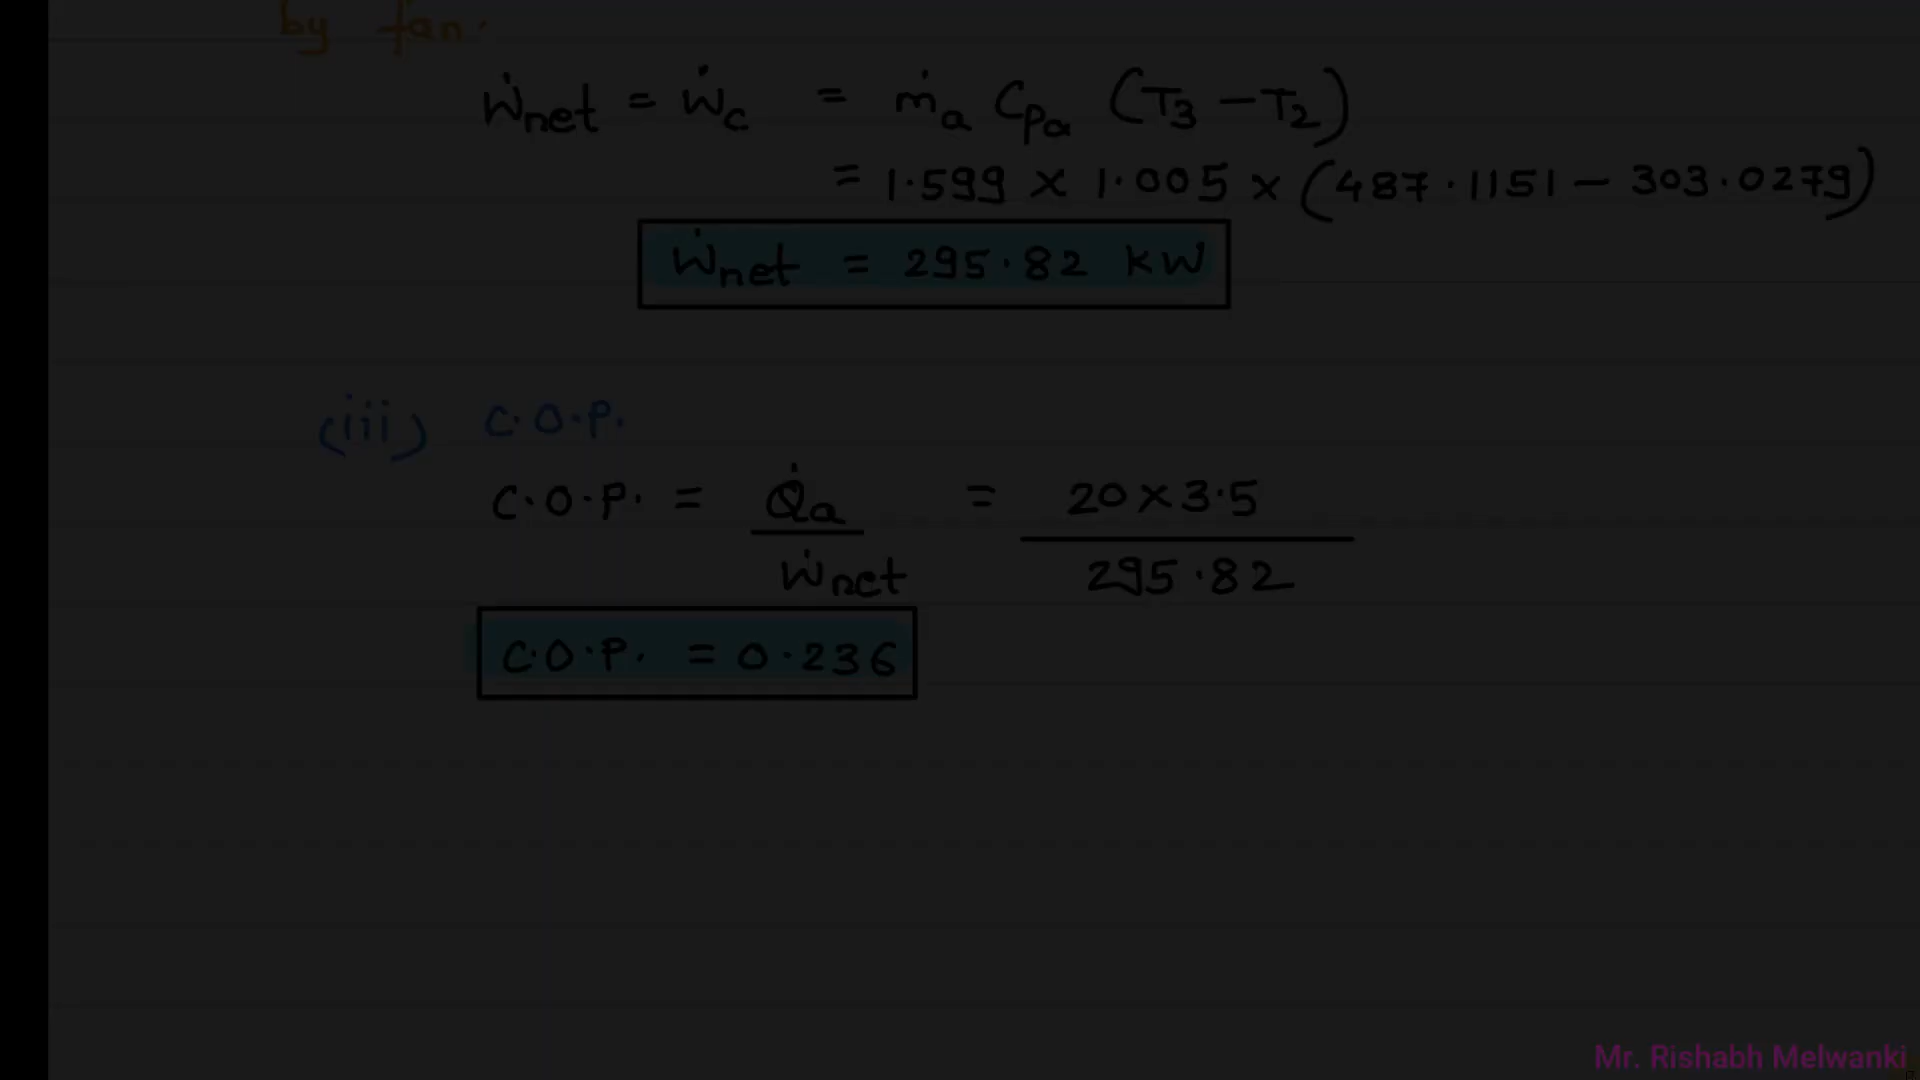 by fan.
Ẇnet = Ẇc = ṁa Cpa (T3 – T2)
= 1.599 × 1.005 × (487.1151 – 303.0279)
Ẇnet = 295.82 kW
(iii) C.O.P.
C.O.P. = Q̇a / Ẇnet = 20×3.5 / 295.82
C.O.P. = 0.236
Mr. Rishabh Melwanki